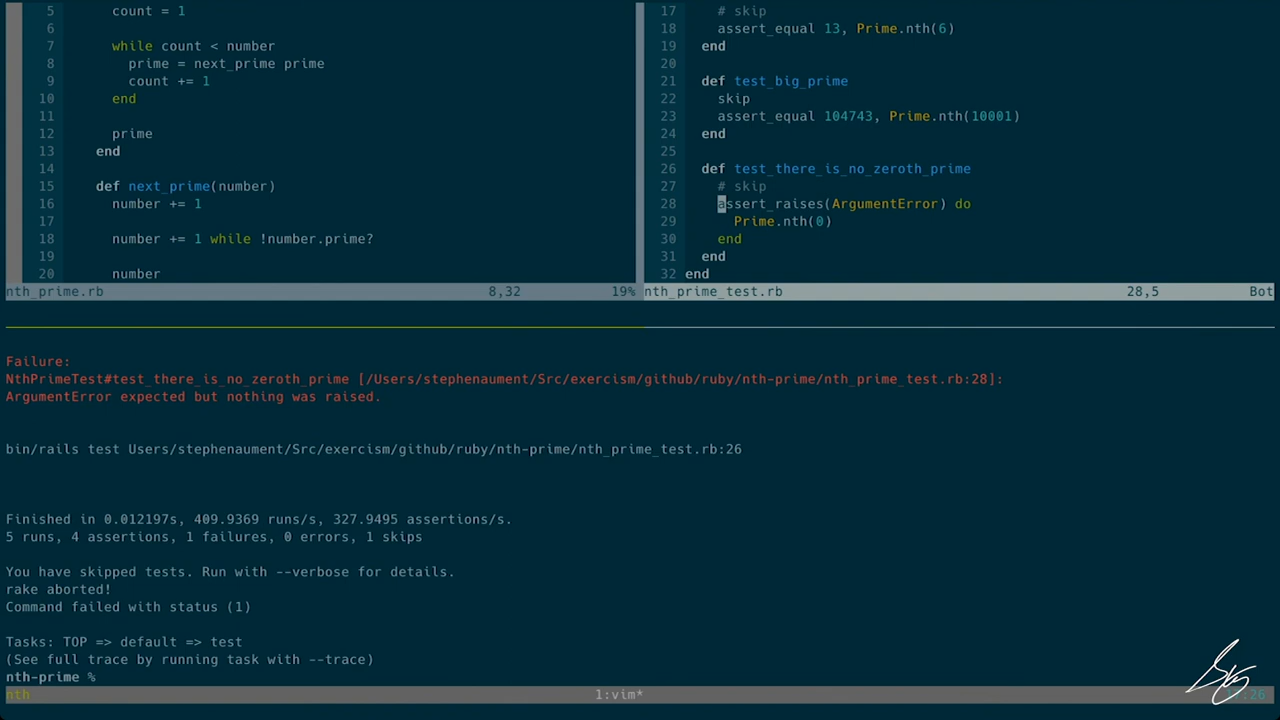 5 count = 1
6
7 while count < number
8 prime = next_prime prime
9 count += 1
10 end
11
12 prime
13 end
14
15 def next_prime(number)
16 number += 1
17
18 number += 1 while !number.prime?
19
20 number
nth_prime.rb 8,32 19%
17 # skip
18 assert_equal 13, Prime.nth(6)
19 end
20
21 def test_big_prime
22 skip
23 assert_equal 104743, Prime.nth(10001)
24 end
25
26 def test_there_is_no_zeroth_prime
27 # skip
28 assert_raises(ArgumentError) do
29 Prime.nth(0)
30 end
31 end
32 end
nth_prime_test.rb 28,5 Bot
Failure:
NthPrimeTest#test_there_is_no_zeroth_prime [/Users/stephenaument/Src/exercism/github/ruby/nth-prime/nth_prime_test.rb:28]:
ArgumentError expected but nothing was raised.
bin/rails test Users/stephenaument/Src/exercism/github/ruby/nth-prime/nth_prime_test.rb:26
Finished in 0.012197s, 409.9369 runs/s, 327.9495 assertions/s.
5 runs, 4 assertions, 1 failures, 0 errors, 1 skips
You have skipped tests. Run with --verbose for details.
rake aborted!
Command failed with status (1)
Tasks: TOP => default => test
(See full trace by running task with --trace)
nth-prime %
nth 1:vim*